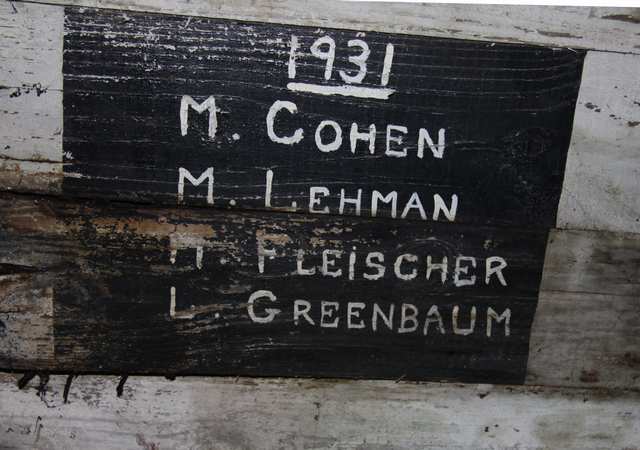 1931
M. COHEN
M. LEHMAN
FLEISCHER
L. GREENBAUM